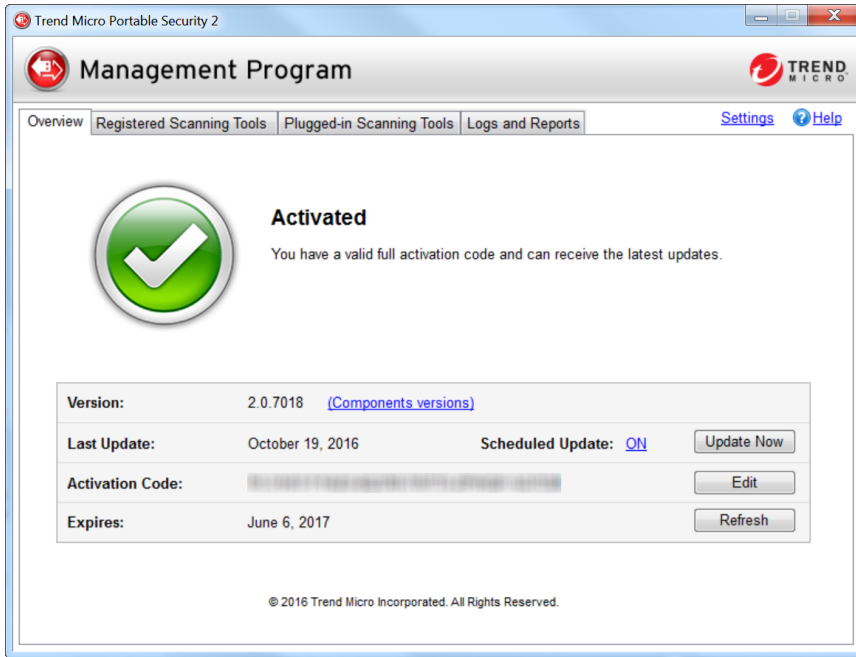 Trend Micro Portable Security 2
Management Program
TREND
MICRO
Overview Registered Scanning Tools Plugged-in Scanning Tools Logs and Reports Settings Help
Activated
You have a valid full activation code and can receive the latest updates.
Version: 2.0.7018 (Components versions)
Last Update: October 19, 2016 Scheduled Update: ON Update Now
Activation Code: Edit
Expires: June 6, 2017 Refresh
© 2016 Trend Micro Incorporated. All Rights Reserved.